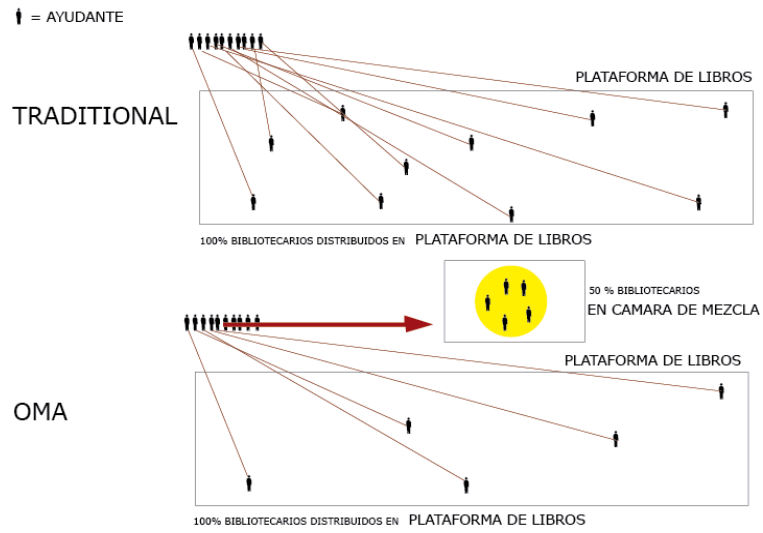 = AYUDANTE
PLATAFORMA DE LIBROS
TRADITIONAL
100% BIBLIOTECARIOS DISTRIBUIDOS EN PLATAFORMA DE LIBROS
50 % BIBLIOTECARIOS
EN CAMARA DE MEZCLA
PLATAFORMA DE LIBROS
OMA
100% BIBLIOTECARIOS DISTRIBUIDOS EN PLATAFORMA DE LIBROS